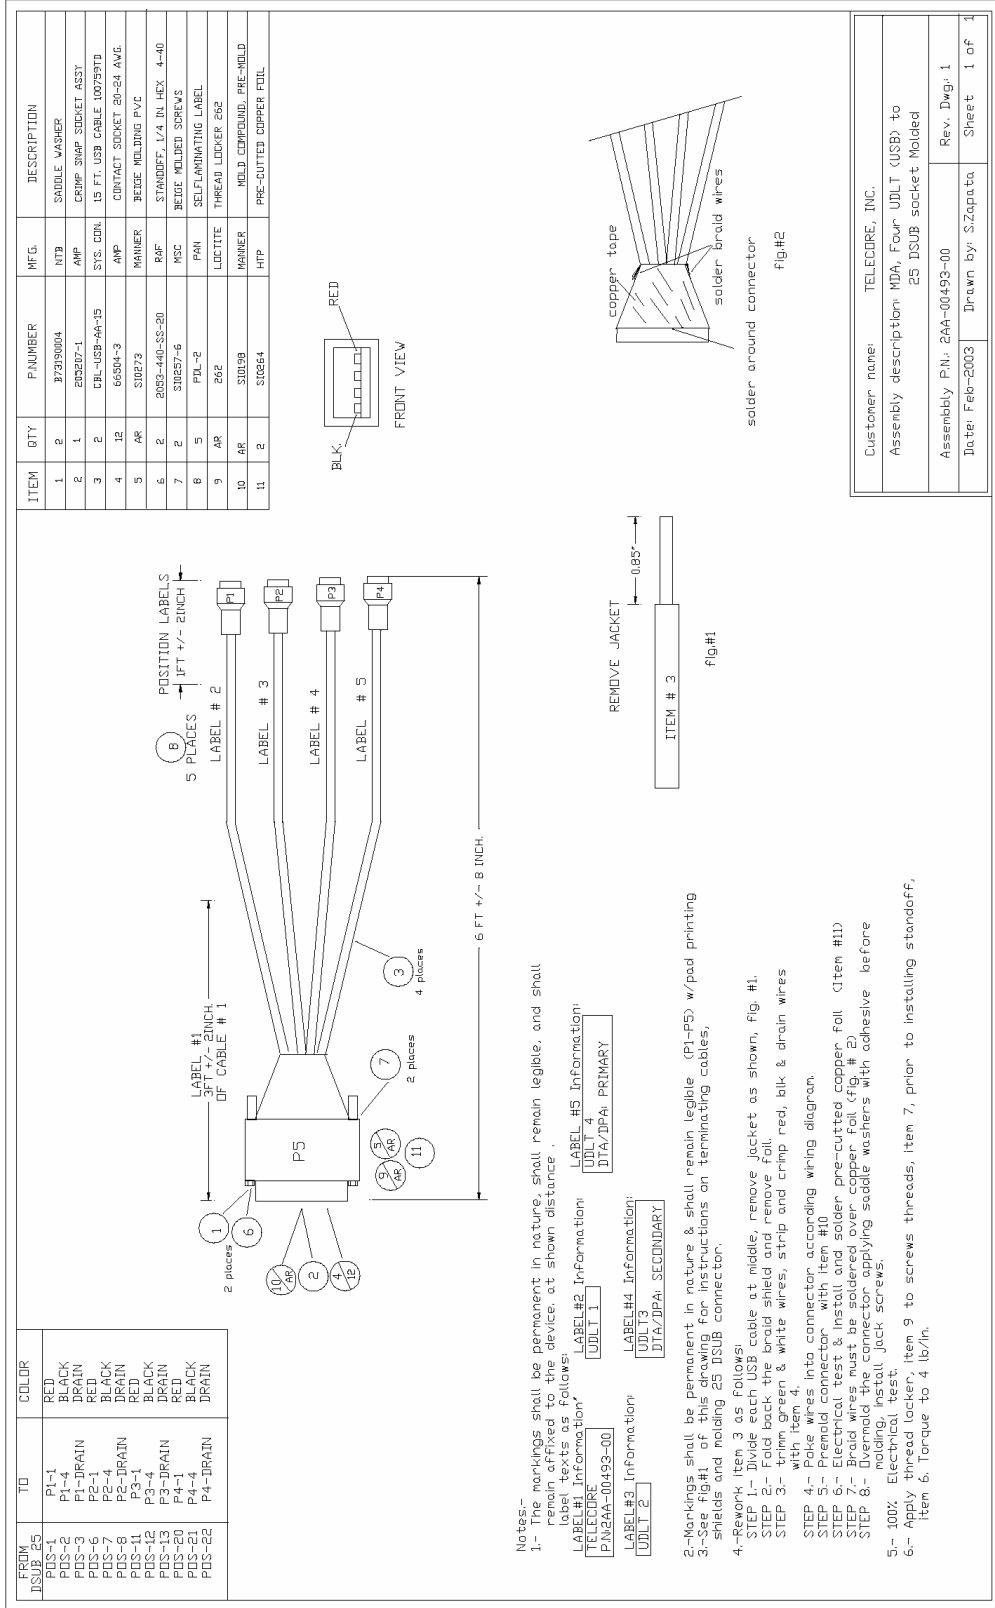 FROM DSUB 25 TO COLOR
POS-1 P1-1 RED
POS-2 P1-4 BLACK
POS-3 P1-DRAIN DRAIN
POS-6 P2-1 RED
POS-7 P2-4 BLACK
POS-8 P2-DRAIN DRAIN
POS-11 P3-1 RED
POS-12 P3-4 BLACK
POS-13 P3-DRAIN DRAIN
POS-20 P4-1 RED
POS-21 P4-4 BLACK
POS-22 P4-DRAIN DRAIN
ITEM QTY P.NUMBER MFG. DESCRIPTION
1 2 B73190004 NTB SADDLE WASHER
2 1 205207-1 AMP CRIMP SNAP SOCKET ASSY
3 2 CBL-USB-AA-15 SYS. CON. 15 FT. USB CABLE 100759TD
4 12 66504-3 AMP CONTACT SOCKET 20-24 AWG.
5 AR S10273 MANNER BEIGE MOLDING PVC
6 2 2053-440-SS-20 RAF STANDOFF, 1/4 IN. HEX 4-40
7 2 S10257-6 MSC BEIGE MOLDED SCREWS
8 5 PDL-2 PAN SELFLAMINATING LABEL
9 AR 262 LOCTITE THREAD LOCKER 262
10 AR S10198 MANNER MOLD COMPOUND, PRE-MOLD
11 2 S10264 HTP PRE-CUTTED COPPER FOIL
8
5 PLACES
POSITION LABELS
1FT +/- 2INCH
LABEL #1
3FT +/- 2INCH.
OF CABLE #1
2 places
1
6
10
AR
2
4
12
P5
9
AR
5
AR
11
7
2 places
3
4 places
LABEL # 2
LABEL # 3
LABEL # 4
LABEL # 5
P1
P2
P3
P4
6 FT +/- 8 INCH.
BLK.
RED
FRONT VIEW
REMOVE JACKET
0.85"
ITEM # 3
fig.#1
copper tape
solder braid wires
solder around connector
fig.#2
Notes.-
1.- The markings shall be permanent in nature, shall remain legible, and shall
remain affixed to the device. at shown distance .
label texts as follows:
LABEL#1 Information"
TELECORE
P.N:2AA-00493-00
LABEL#2 Information:
UDLT 1
LABEL #5 Information:
UDLT 4
DTA/DPA: PRIMARY
LABEL#3 Information:
UDLT 2
LABEL#4 Information:
UDLT3
DTA/DPA: SECONDARY
2.-Markings shall be permanent in nature & shall remain legible (P1-P5) w/pad printing
3.-See fig.#1 of this drawing for instructions on terminating cables,
shields and molding 25 DSUB connector.
4.-Rework item 3 as follows:
STEP 1.- Divide each USB cable at middle, remove jacket as shown, fig. #1.
STEP 2.- Fold back the braid shield and remove foil.
STEP 3.- trimm green & white wires, strip and crimp red, blk & drain wires
with item 4.
STEP 4.- Poke wires into connector according wiring diagram.
STEP 5.- Premold connector with item #10
STEP 6.- Electrical test & Install and solder pre-cutted copper foil (Item #11)
STEP 7.- Braid wires must be soldered over copper foil (fig. # 2)
STEP 8.- Overmold the connector applying saddle washers with adhesive before
molding, install jack screws.
5.- 100% Electrical test.
6.- Apply thread locker, item 9 to screws threads, item 7, prior to installing standoff,
item 6. Torque to 4 lb/in.
Customer name: TELECORE, INC.
Assembly description: MDA, Four UDLT (USB) to
25 DSUB socket Molded
Assembbly P.N.: 2AA-00493-00 Rev. Dwg: 1
Date: Feb-2003 Drawn by: S.Zapata Sheet 1 of 1